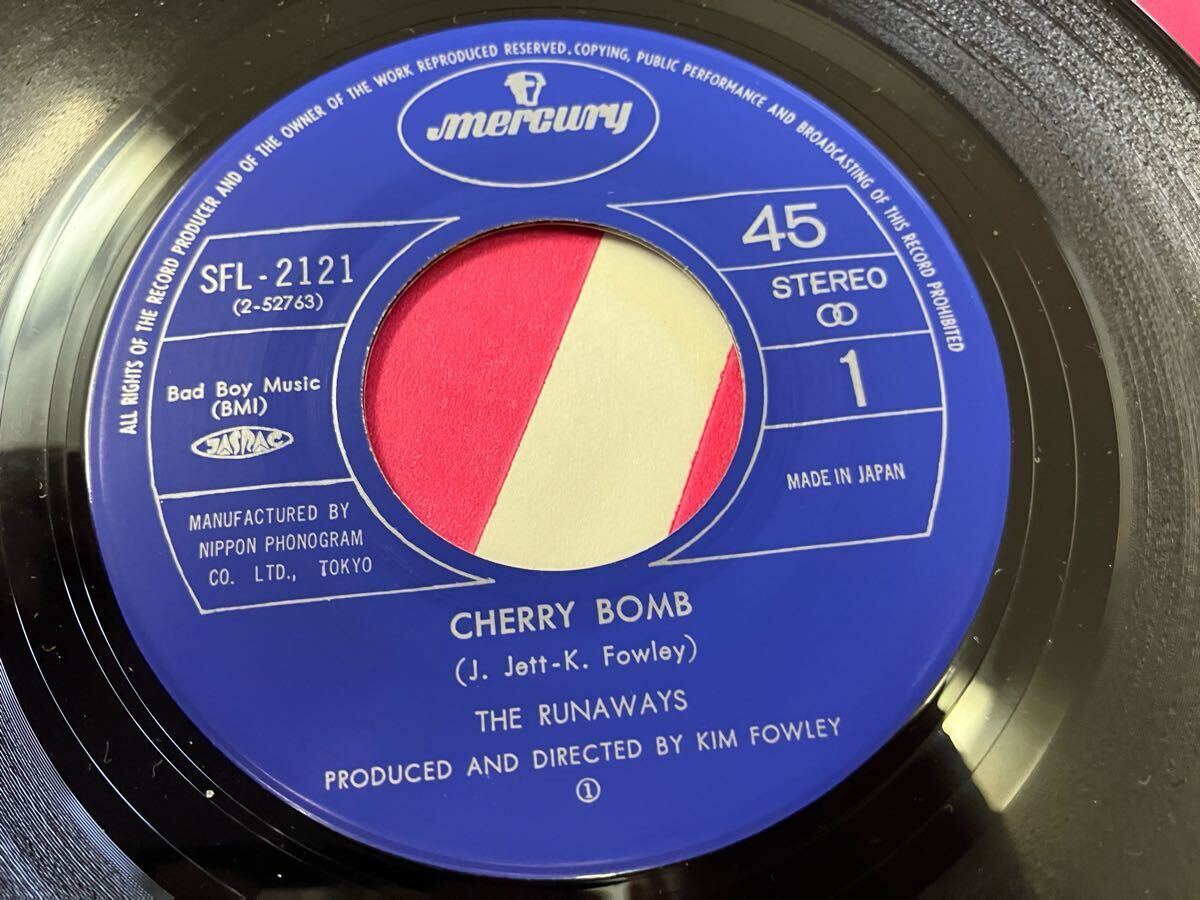 ALL RIGHTS OF THE RECORD PRODUCER AND OF THE OWNER OF THE WORK REPRODUCED RESERVED. COPYING, PUBLIC PERFORMANCE AND BROADCASTING OF THIS RECORD PROHIBITED
mercury
SFL-2121
(2-52763)
Bad Boy Music
(BMI)
JASRAC
MANUFACTURED BY
NIPPON PHONOGRAM
CO. LTD., TOKYO
45
STEREO
1
MADE IN JAPAN
CHERRY BOMB
(J. Jett-K. Fowley)
THE RUNAWAYS
PRODUCED AND DIRECTED BY KIM FOWLEY
①